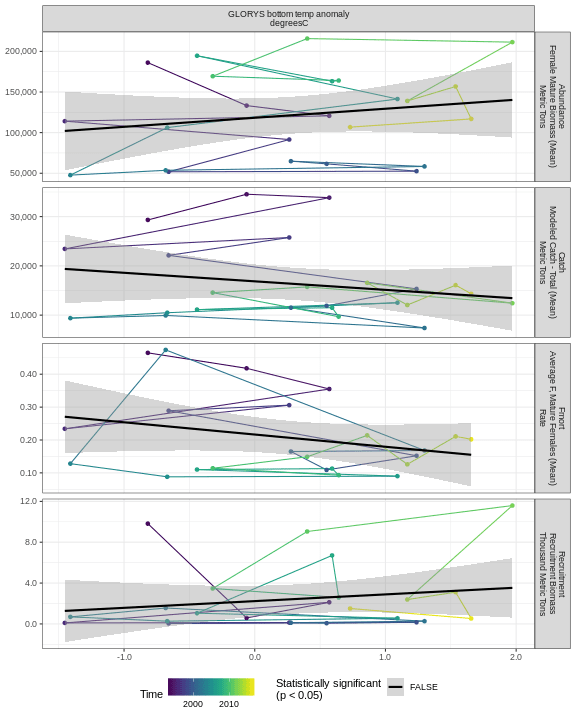 GLORYS bottom temp anomaly
degreesC
200,000
150,000
100,000
50,000
Abundance
Female Mature Biomass (Mean)
Metric Tons
30,000
20,000
10,000
Catch
Modeled Catch - Total (Mean)
Metric Tons
0.40
0.30
0.20
0.10
Fmort
Average F, Mature Females (Mean)
Rate
12.0
8.0
4.0
0.0
Recruitment
Recruitment Biomass
Thousand Metric Tons
-1.0 0.0 1.0 2.0
Time
2000 2010
Statistically significant
(p < 0.05)
FALSE